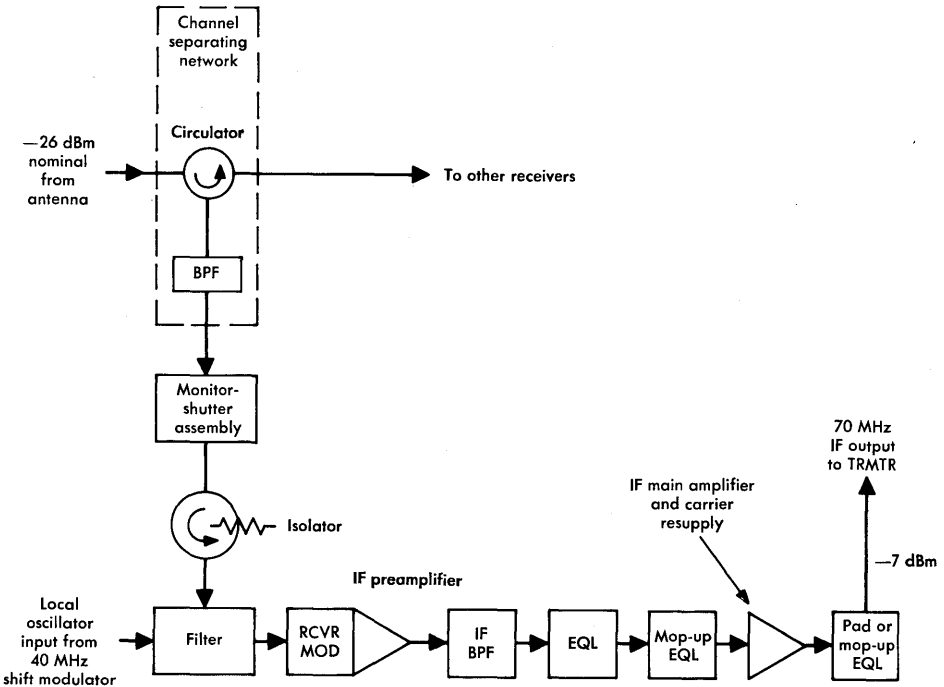 Channel
separating
network
Circulator
—26 dBm
nominal
from
antenna
To other receivers
BPF
Monitor-
shutter
assembly
Isolator
70 MHz
IF output
to TRMTR
IF main amplifier
and carrier
resupply
—7 dBm
IF preamplifier
Local
oscillator
input from
40 MHz
shift modulator
Filter
RCVR
MOD
IF
BPF
EQL
Mop-up
EQL
Pad or
mop-up
EQL